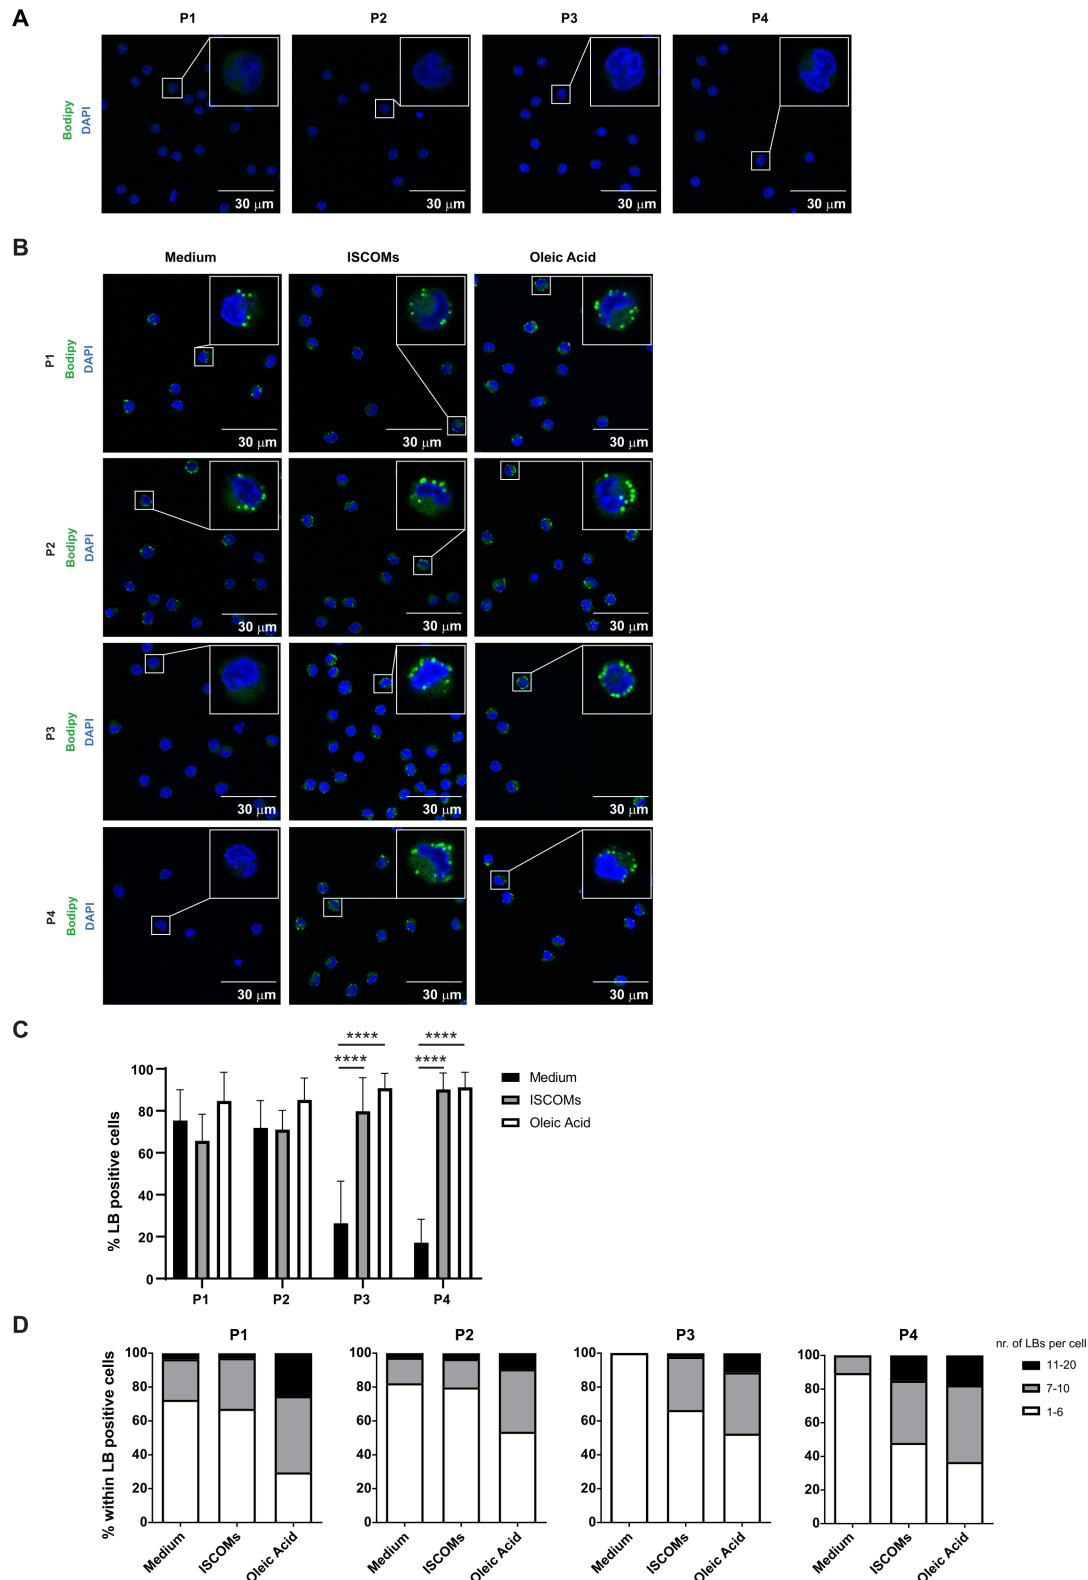 A
P1 P2 P3 P4
Bodipy
DAPI
30 µm 30 µm 30 µm 30 µm
B
Medium ISCOMs Oleic Acid
P1
Bodipy
DAPI
30 µm 30 µm 30 µm
P2
Bodipy
DAPI
30 µm 30 µm 30 µm
P3
Bodipy
DAPI
30 µm 30 µm 30 µm
P4
Bodipy
DAPI
30 µm 30 µm 30 µm
C
% LB positive cells
100
80
60
40
20
0
**** ****
**** ****
P1 P2 P3 P4
Medium
ISCOMs
Oleic Acid
D
% within LB positive cells
P1
100
80
60
40
20
0
Medium ISCOMs Oleic Acid
P2
100
80
60
40
20
0
Medium ISCOMs Oleic Acid
P3
100
80
60
40
20
0
Medium ISCOMs Oleic Acid
P4
100
80
60
40
20
0
Medium ISCOMs Oleic Acid
nr. of LBs per cell
11-20
7-10
1-6